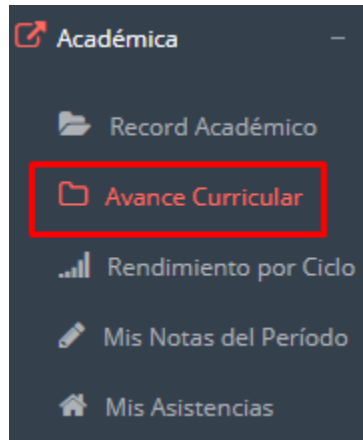 Académica
Record Académico
Avance Curricular
Rendimiento por Ciclo
Mis Notas del Período
Mis Asistencias